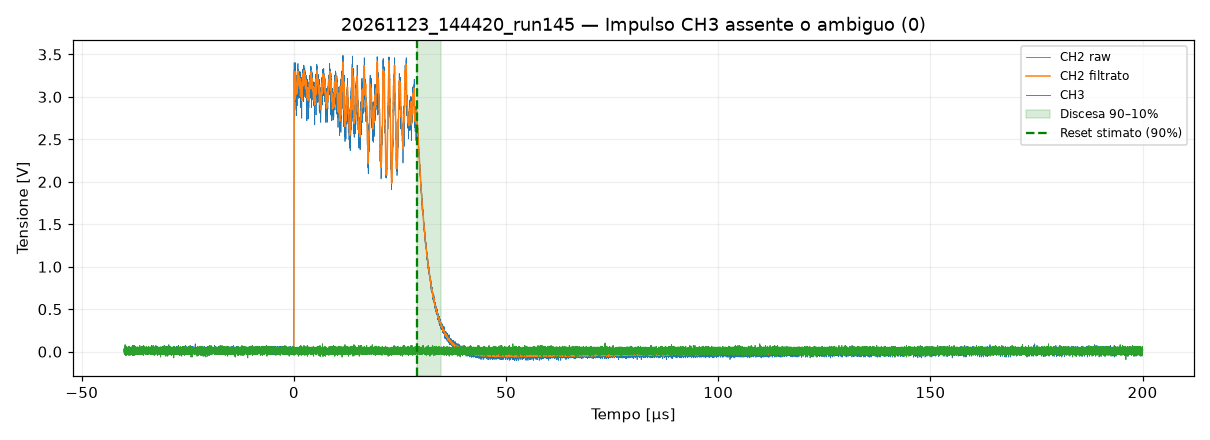 20261123_144420_run145 — Impulso CH3 assente o ambiguo (0)
3.5
3.0
2.5
2.0
1.5
1.0
0.5
0.0
Tensione [V]
CH2 raw
CH2 filtrato
CH3
Discesa 90–10%
Reset stimato (90%)
−50
0
50
100
150
200
Tempo [µs]